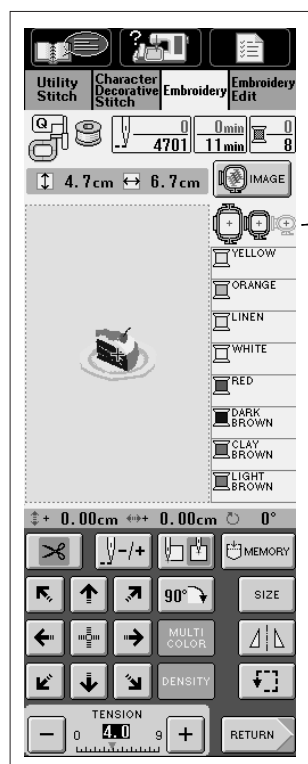 Utility
Stitch
Character
Decorative
Stitch
Embroidery
Embroidery
Edit
Q
0
4701
0min
11min
0
8
4.7cm 6.7cm
IMAGE
YELLOW
ORANGE
LINEN
WHITE
RED
DARK
BROWN
CLAY
BROWN
LIGHT
BROWN
+ 0.00cm + 0.00cm 0°
-/+
MEMORY
90°
SIZE
MULTI
COLOR
DENSITY
TENSION
− 0 4.0 9 +
RETURN